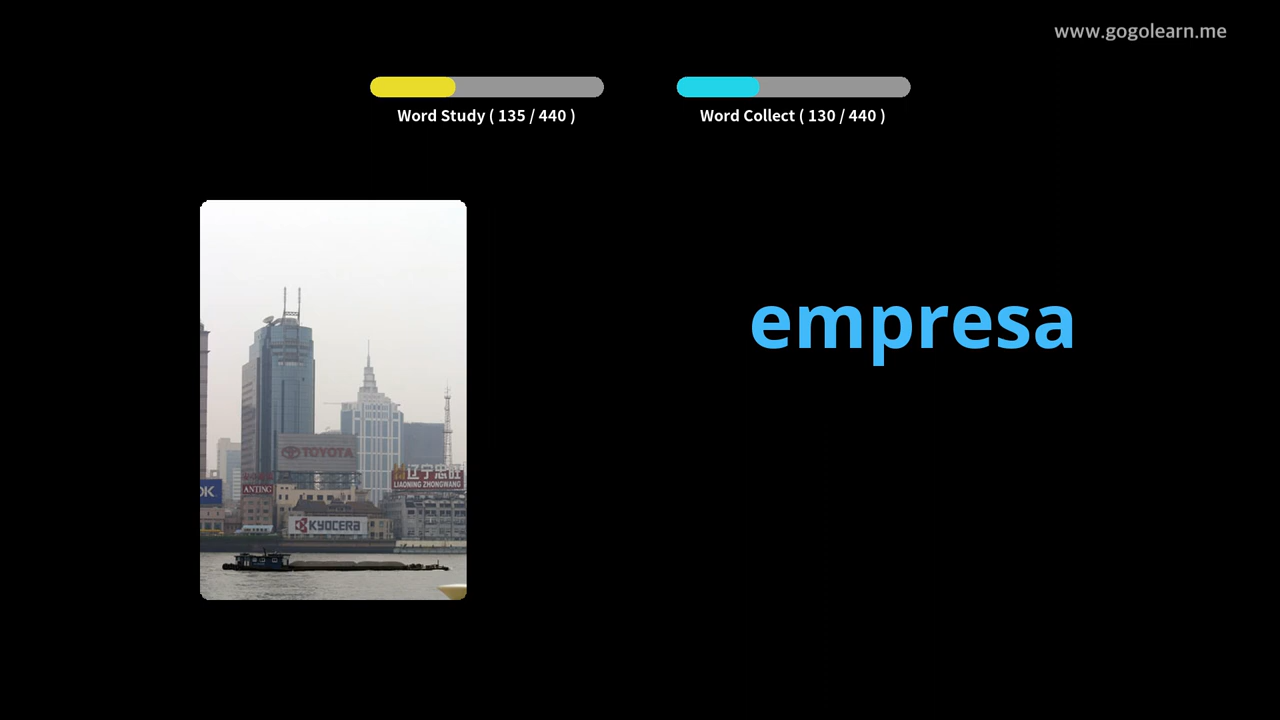 www.gogolearn.me
Word Study ( 135 / 440 )
Word Collect ( 130 / 440 )
empresa
TOYOTA
辽宁忠旺
LIAONING ZHONGWANG
ANTING
KYOCERA